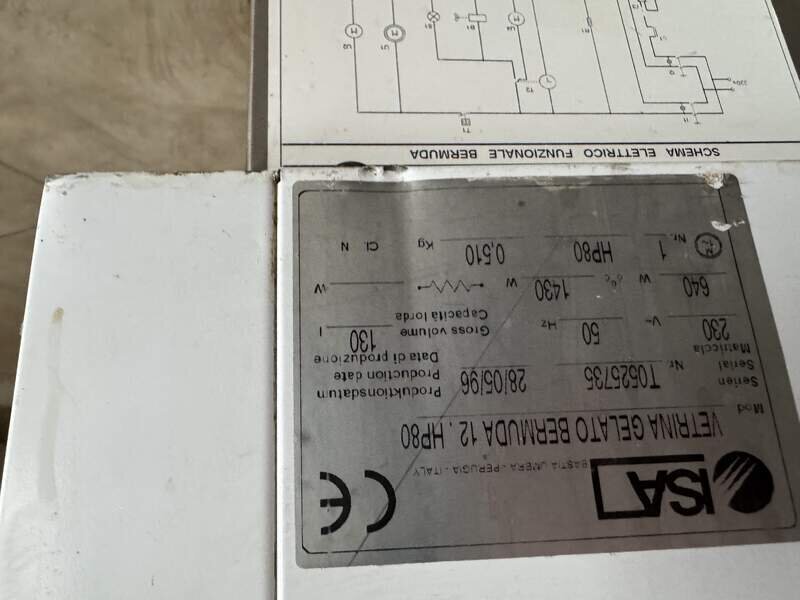 ISA
BASTIA UMBRA - PERUGIA - ITALY
CE
Mod. VETRINA GELATO BERMUDA 12 . HP80
Serien
Serial
Matricola
Nr. T0525735
Produktionsdatum
Production date
Data di produzione
28/05/96
230 V~ 50 Hz
Gross volume
Capacità lorda
130 l
640 W 1430 W W
Nr. 1 HP80 0,510 Kg Cl. N
SCHEMA ELETTRICO FUNZIONALE BERMUDA